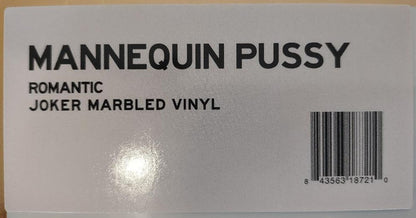 MANNEQUIN PUSSY
ROMANTIC
JOKER MARBLED VINYL
8 43563 18721 0